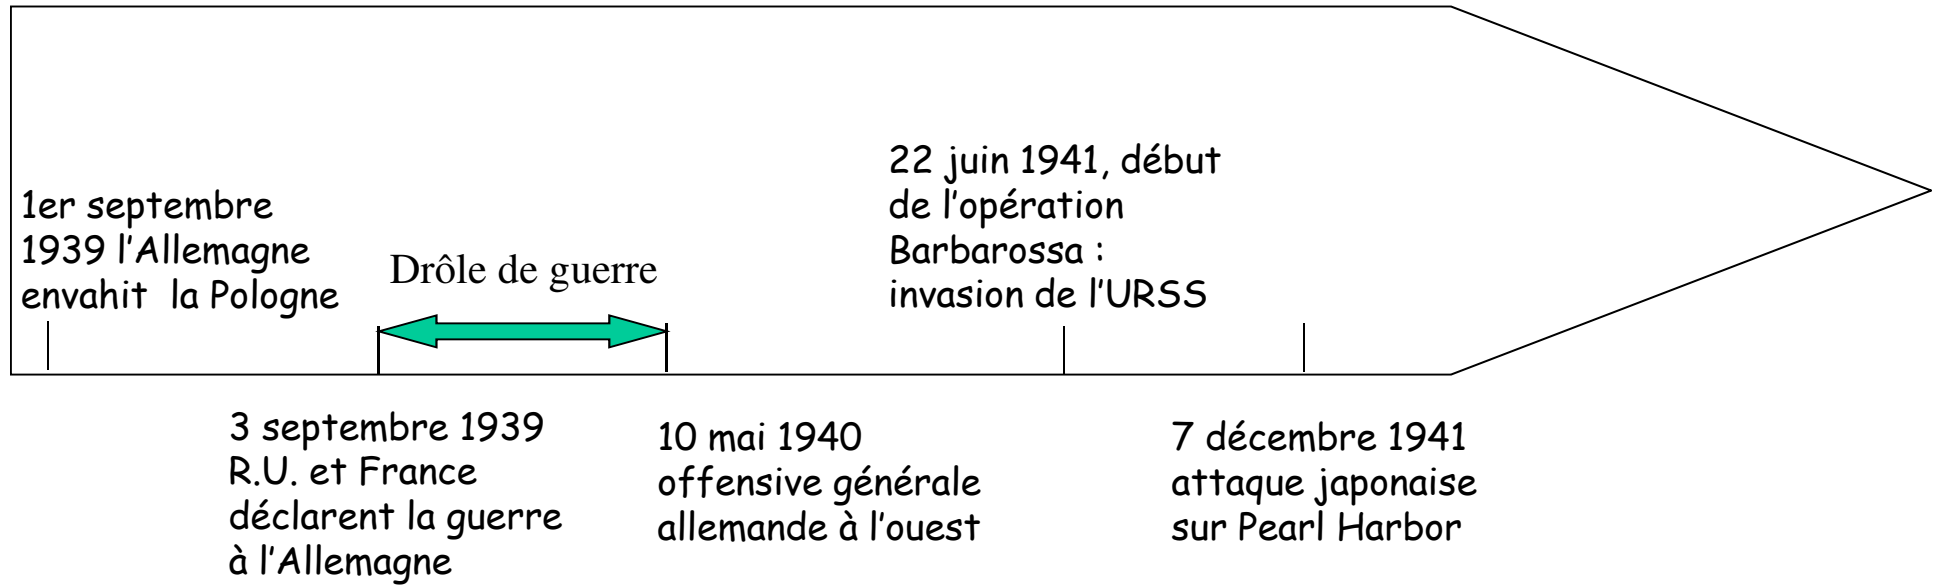 1er septembre
1939 l'Allemagne
envahit la Pologne
Drôle de guerre
22 juin 1941, début
de l'opération
Barbarossa :
invasion de l'URSS
3 septembre 1939
R.U. et France
déclarent la guerre
à l'Allemagne
10 mai 1940
offensive générale
allemande à l'ouest
7 décembre 1941
attaque japonaise
sur Pearl Harbor